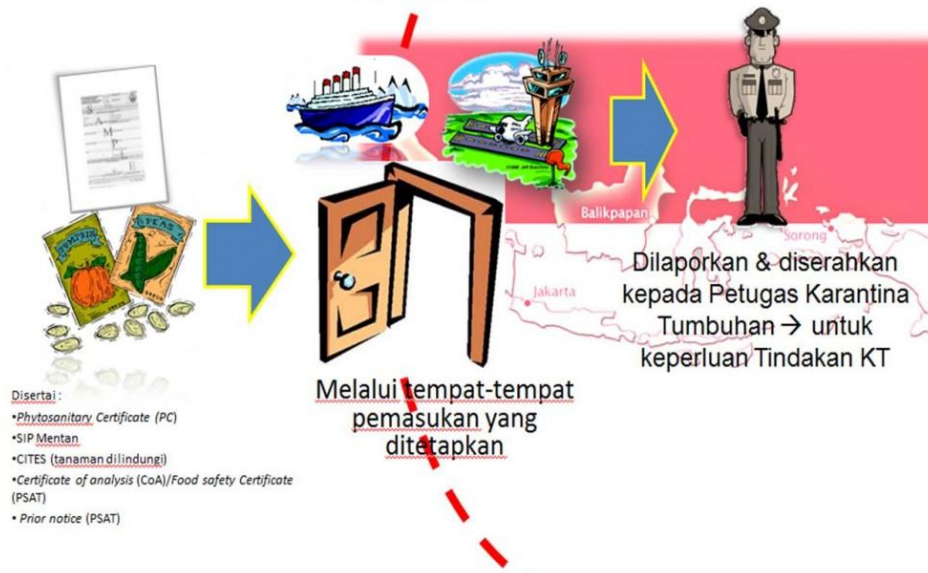 SAMPLE
PUMPKIN
PEAS
Disertai :
•Phytosanitary Certificate (PC)
•SIP Mentan
•CITES (tanaman dilindungi)
•Certificate of analysis (CoA)/Food safety Certificate
(PSAT)
• Prior notice (PSAT)
Melalui tempat-tempat
pemasukan yang
ditetapkan
Balikpapan
Sorong
Jakarta
Dilaporkan & diserahkan
kepada Petugas Karantina
Tumbuhan → untuk
keperluan Tindakan KT